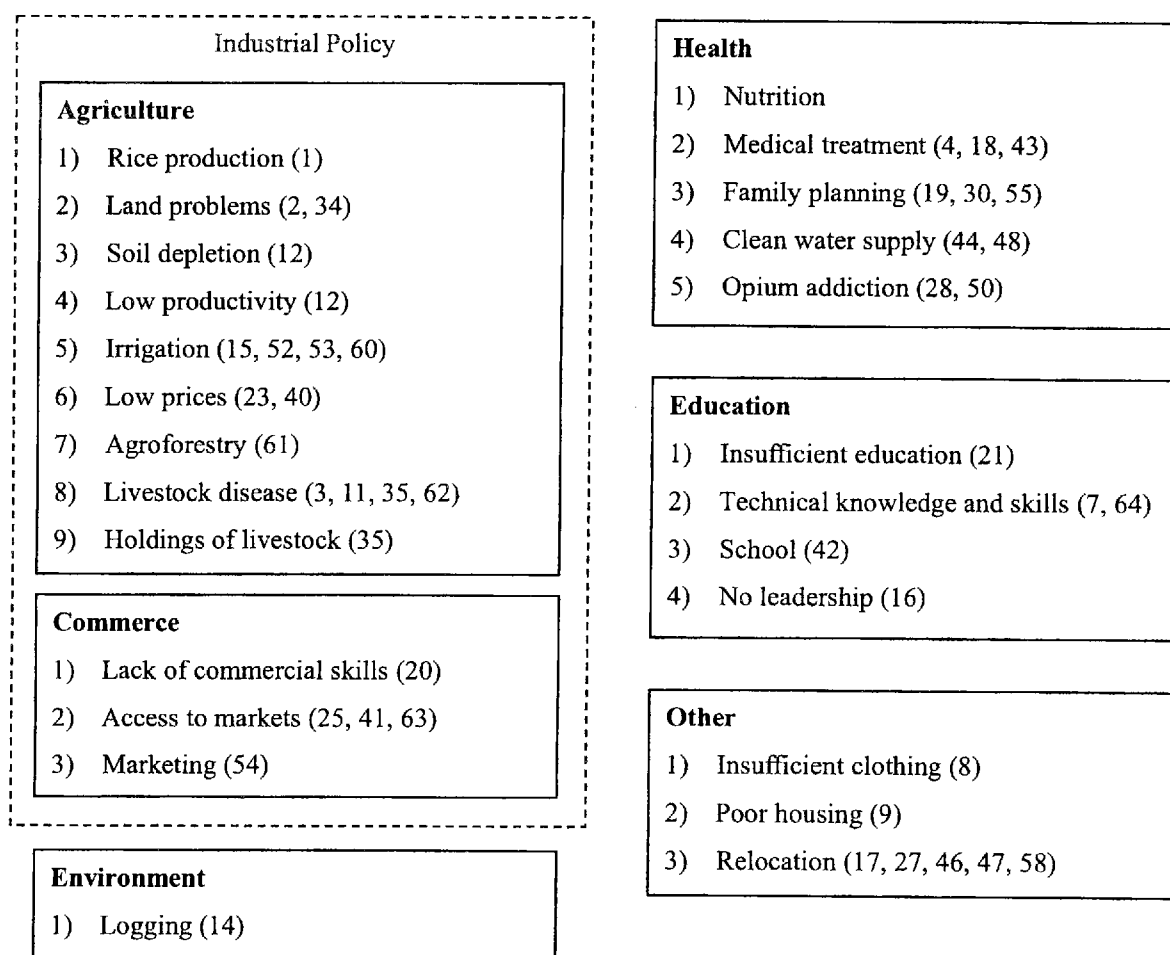 Industrial Policy
Agriculture
1) Rice production (1)
2) Land problems (2, 34)
3) Soil depletion (12)
4) Low productivity (12)
5) Irrigation (15, 52, 53, 60)
6) Low prices (23, 40)
7) Agroforestry (61)
8) Livestock disease (3, 11, 35, 62)
9) Holdings of livestock (35)
Commerce
1) Lack of commercial skills (20)
2) Access to markets (25, 41, 63)
3) Marketing (54)
Environment
1) Logging (14)
Health
1) Nutrition
2) Medical treatment (4, 18, 43)
3) Family planning (19, 30, 55)
4) Clean water supply (44, 48)
5) Opium addiction (28, 50)
Education
1) Insufficient education (21)
2) Technical knowledge and skills (7, 64)
3) School (42)
4) No leadership (16)
Other
1) Insufficient clothing (8)
2) Poor housing (9)
3) Relocation (17, 27, 46, 47, 58)